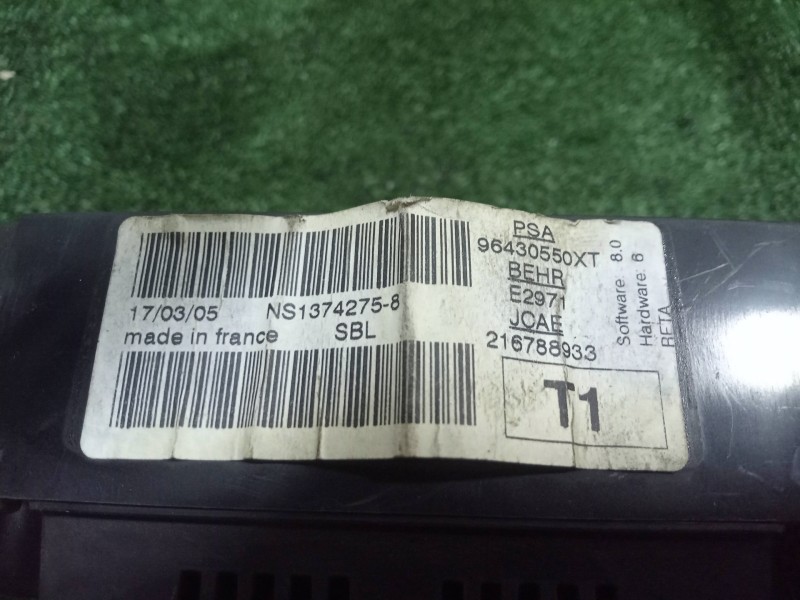 17/03/05 NS1374275-8
made in france SBL
PSA
96430550XT
BEHR
E2971
JCAE
216788933
T1
Software 8.0
Hardware. 6
RETA